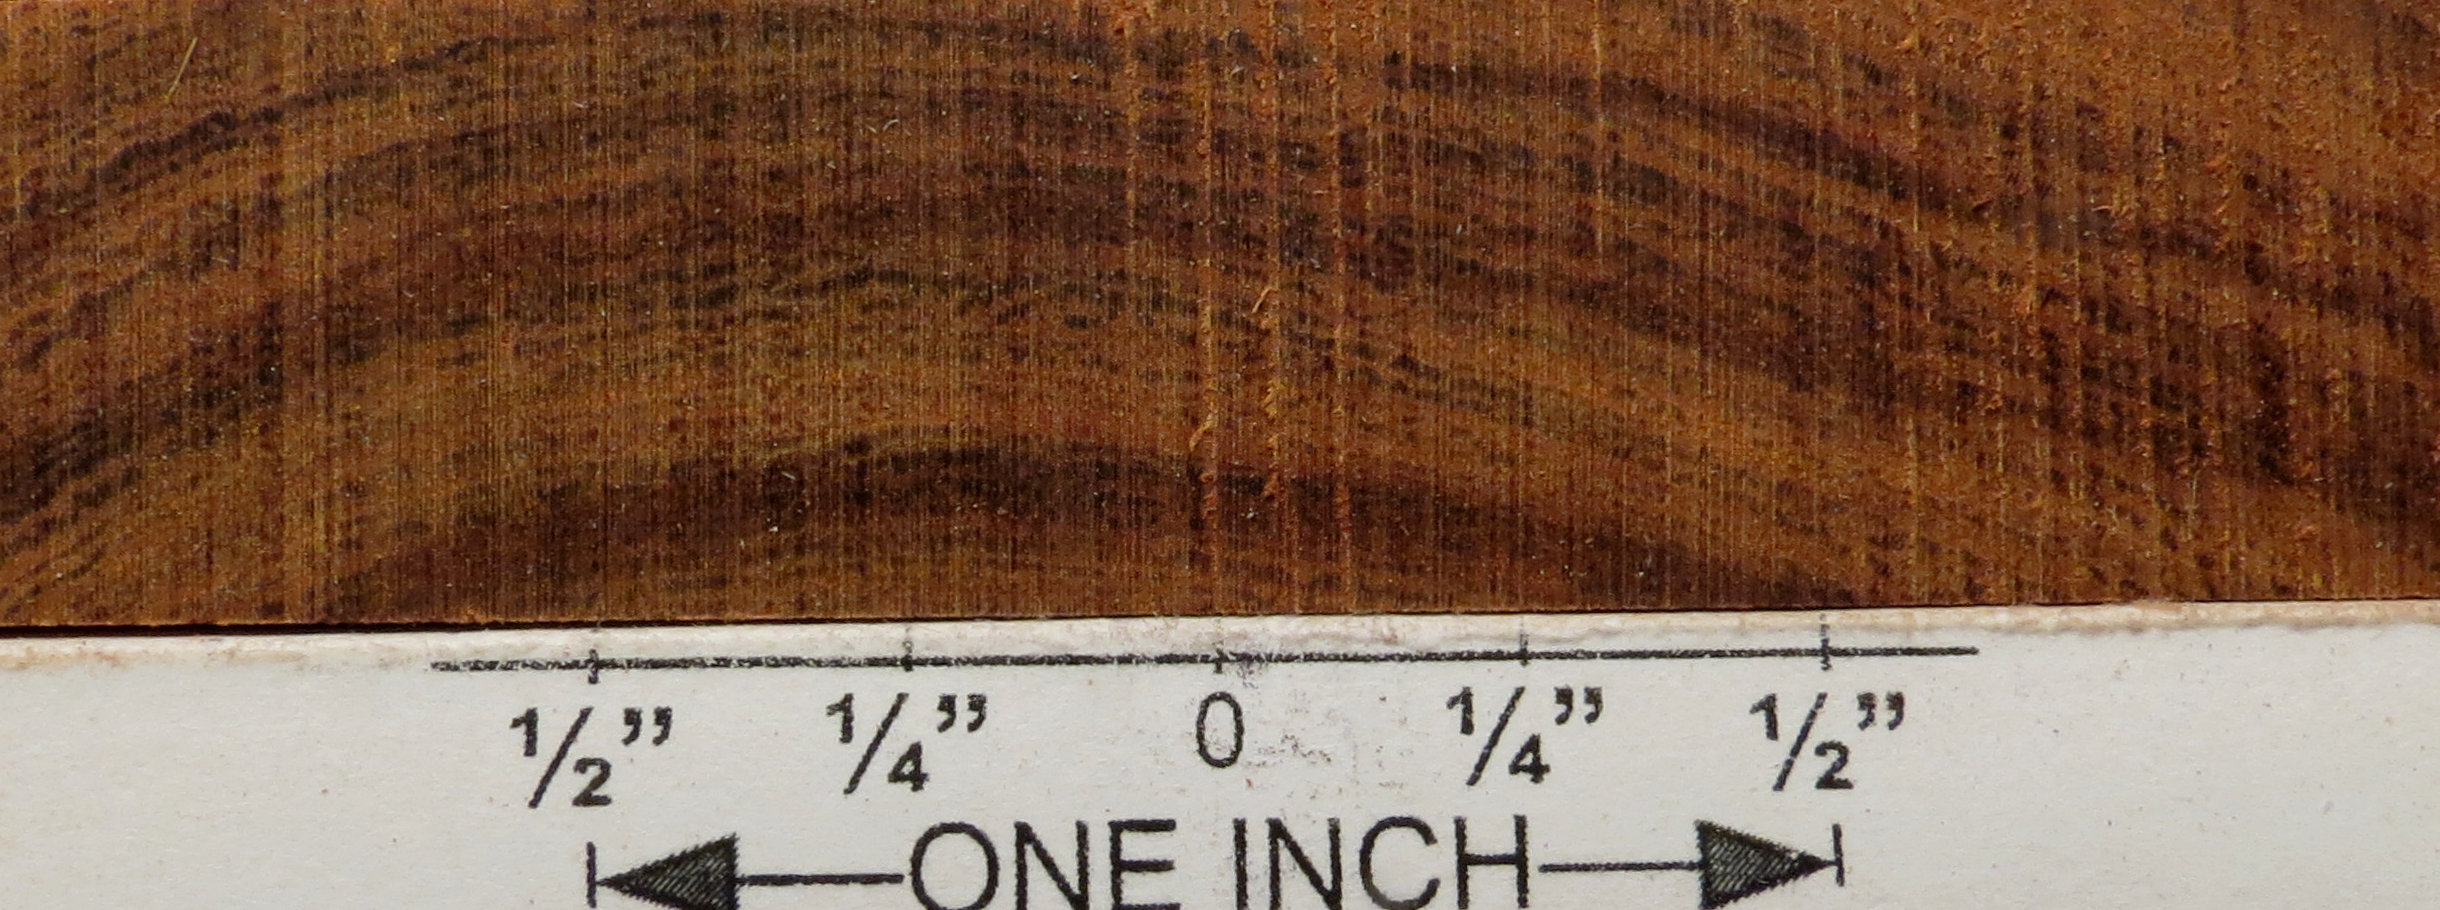 ½” ¼” 0 ¼” ½”
ONE INCH